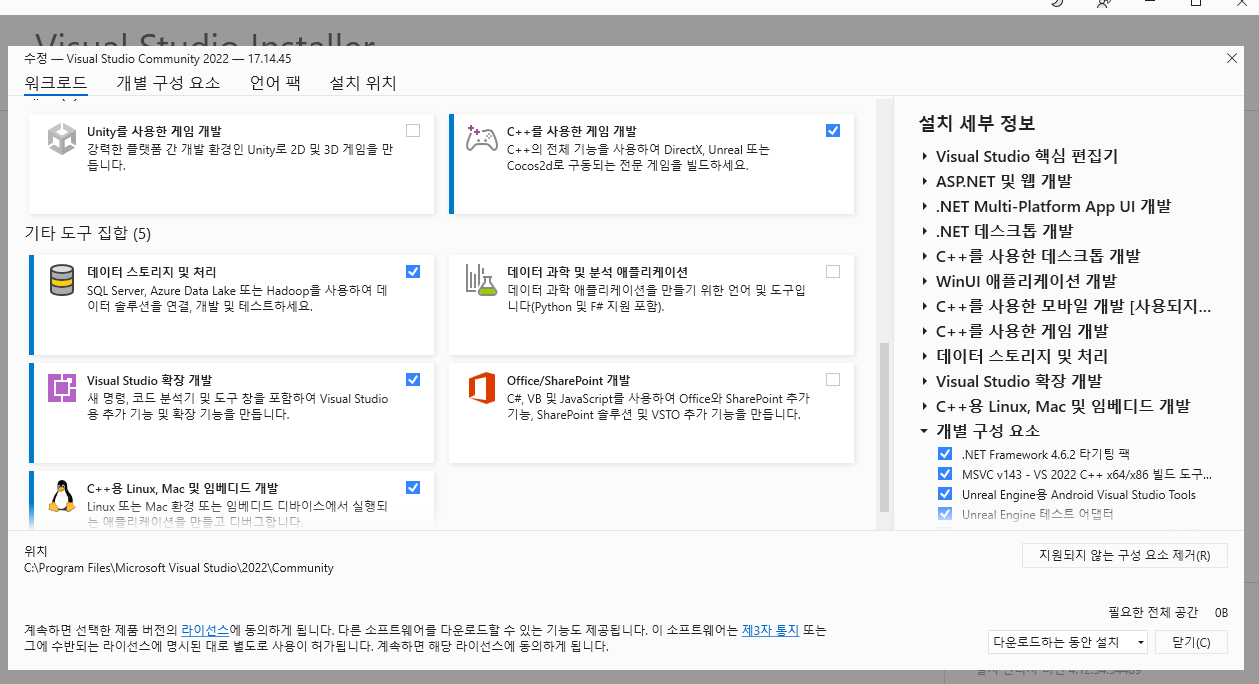 Visual Studio Installer
수정 — Visual Studio Community 2022 — 17.14.45
워크로드 개별 구성 요소 언어 팩 설치 위치
Unity를 사용한 게임 개발
강력한 플랫폼 간 개발 환경인 Unity로 2D 및 3D 게임을 만
듭니다.
C++를 사용한 게임 개발
C++의 전체 기능을 사용하여 DirectX, Unreal 또는
Cocos2d로 구동되는 전문 게임을 빌드하세요.
기타 도구 집합 (5)
데이터 스토리지 및 처리
SQL Server, Azure Data Lake 또는 Hadoop을 사용하여 데
이터 솔루션을 연결, 개발 및 테스트하세요.
데이터 과학 및 분석 애플리케이션
데이터 과학 애플리케이션을 만들기 위한 언어 및 도구입
니다(Python 및 F# 지원 포함).
Visual Studio 확장 개발
새 명령, 코드 분석기 및 도구 창을 포함하여 Visual Studio
용 추가 기능 및 확장 기능을 만듭니다.
Office/SharePoint 개발
C#, VB 및 JavaScript를 사용하여 Office와 SharePoint 추가
기능, SharePoint 솔루션 및 VSTO 추가 기능을 만듭니다.
C++용 Linux, Mac 및 임베디드 개발
Linux 또는 Mac 환경 또는 임베디드 디바이스에서 실행되
는 애플리케이션을 만들고 디버그합니다.
설치 세부 정보
Visual Studio 핵심 편집기
ASP.NET 및 웹 개발
.NET Multi-Platform App UI 개발
.NET 데스크톱 개발
C++를 사용한 데스크톱 개발
WinUI 애플리케이션 개발
C++를 사용한 모바일 개발 [사용되지...
C++를 사용한 게임 개발
데이터 스토리지 및 처리
Visual Studio 확장 개발
C++용 Linux, Mac 및 임베디드 개발
개별 구성 요소
.NET Framework 4.6.2 타기팅 팩
MSVC v143 - VS 2022 C++ x64/x86 빌드 도구...
Unreal Engine용 Android Visual Studio Tools
Unreal Engine 테스트 어댑터
위치
C:\Program Files\Microsoft Visual Studio\2022\Community
지원되지 않는 구성 요소 제거(R)
필요한 전체 공간 0B
계속하면 선택한 제품 버전의 라이선스에 동의하게 됩니다. 다른 소프트웨어를 다운로드할 수 있는 기능도 제공됩니다. 이 소프트웨어는 제3자 통지 또는
그에 수반되는 라이선스에 명시된 대로 별도로 사용이 허가됩니다. 계속하면 해당 라이선스에 동의하게 됩니다.
다운로드하는 동안 설치 닫기(C)